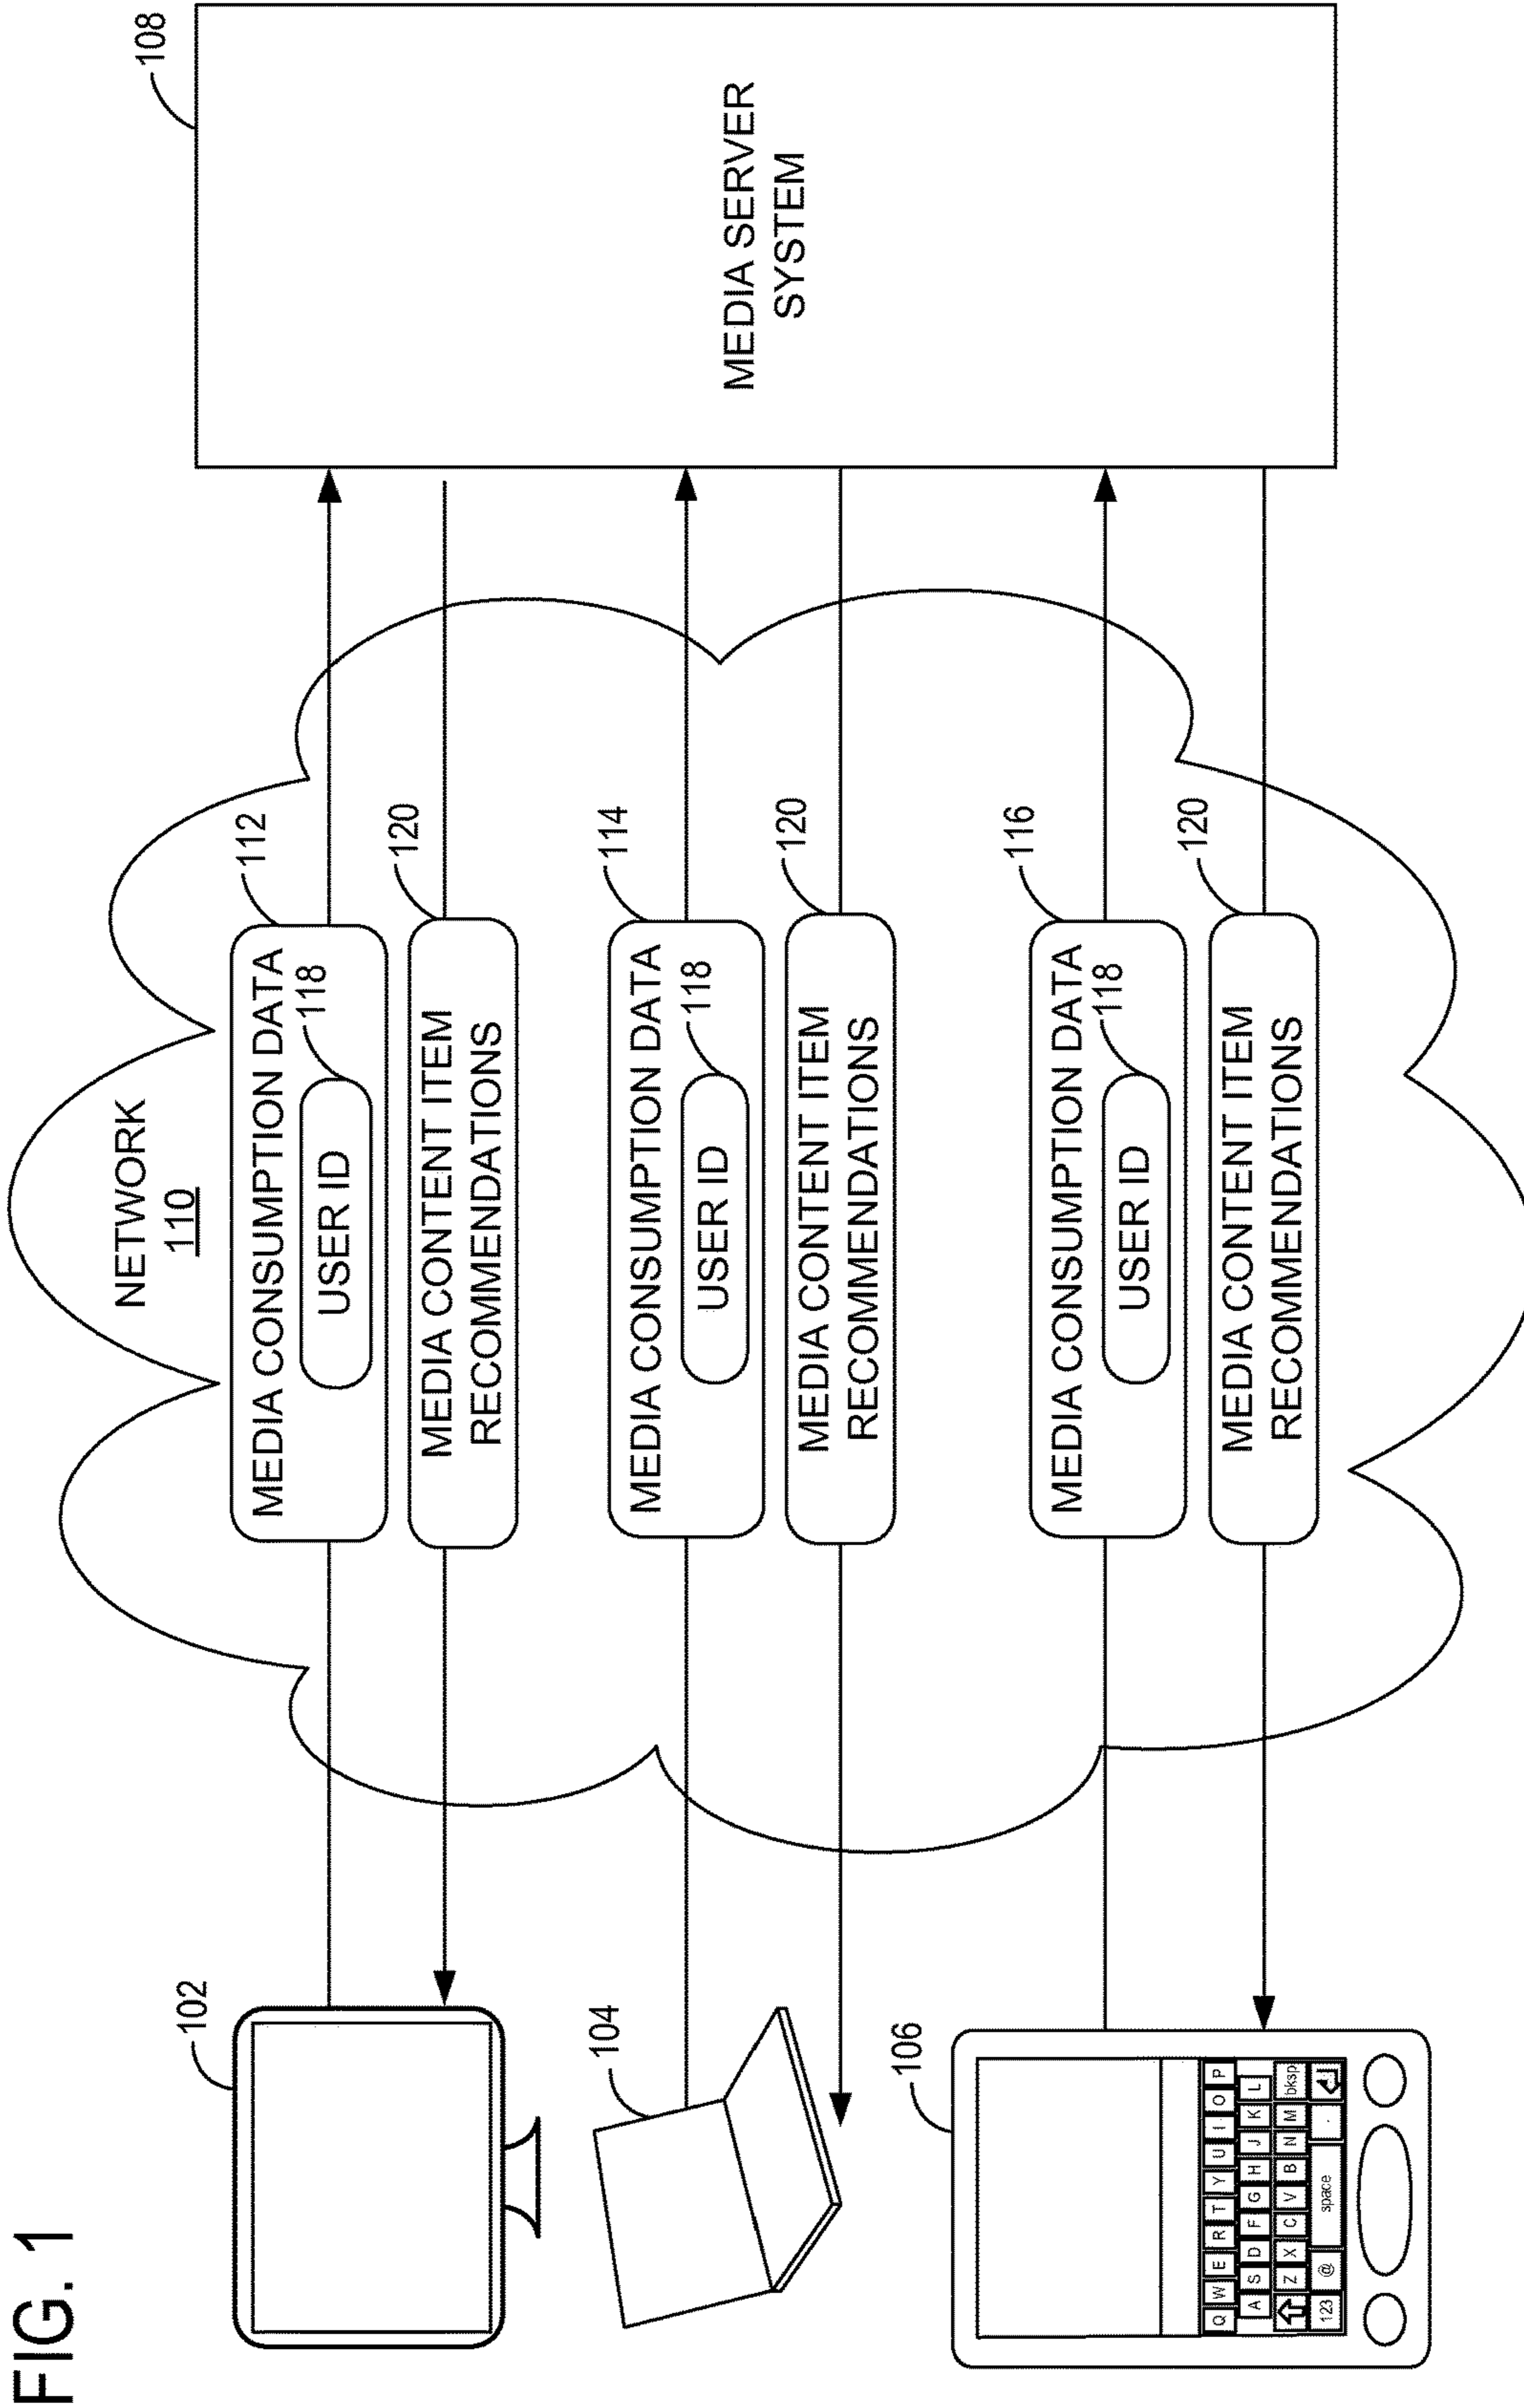 FIG. 1
102
104
106
NETWORK
110
112
MEDIA CONSUMPTION DATA
118
USER ID
120
MEDIA CONTENT ITEM
RECOMMENDATIONS
114
MEDIA CONSUMPTION DATA
118
USER ID
120
MEDIA CONTENT ITEM
RECOMMENDATIONS
116
MEDIA CONSUMPTION DATA
118
USER ID
120
MEDIA CONTENT ITEM
RECOMMENDATIONS
108
MEDIA SERVER
SYSTEM
Q W E R T Y U I O P
A S D F G H J K L
Z X C V B N M bksp
123 @ space .